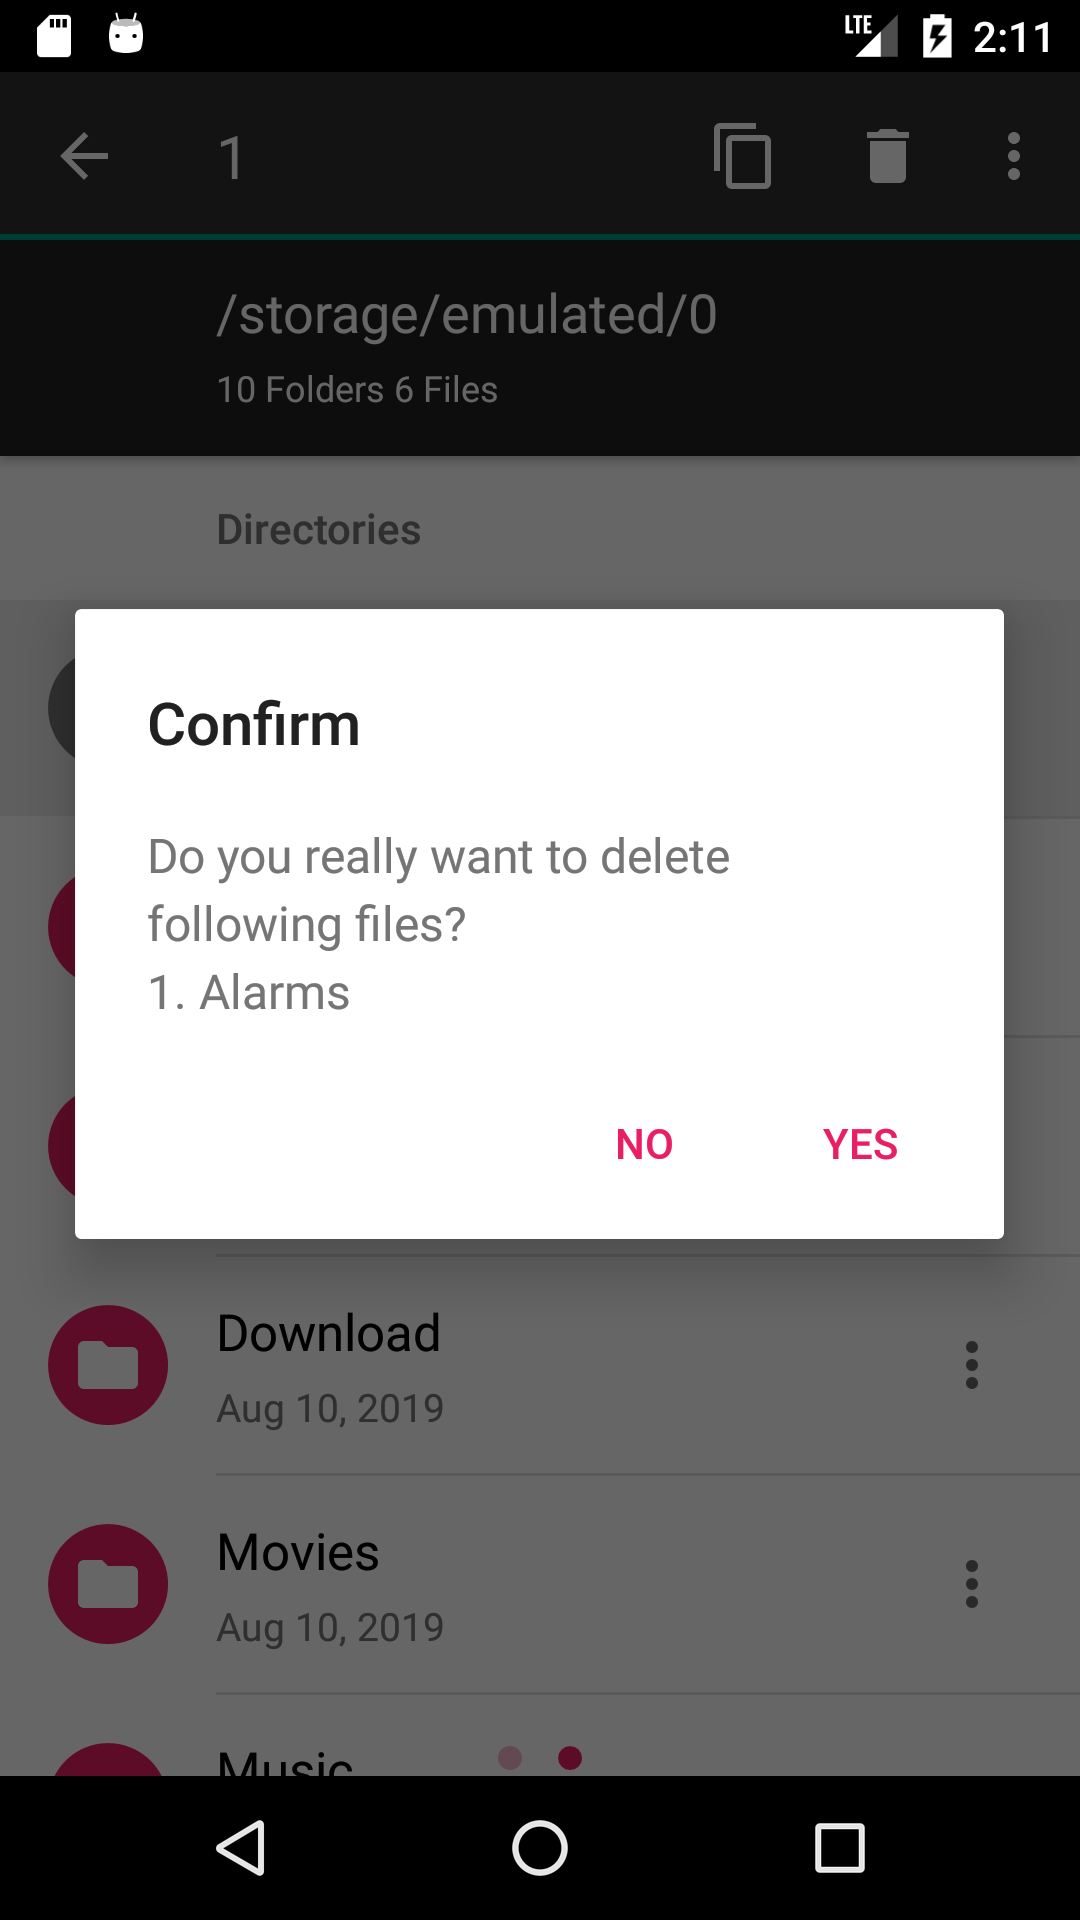 LTE 2:11
1
/storage/emulated/0
10 Folders 6 Files
Directories
Confirm
Do you really want to delete
following files?
1. Alarms
NO YES
Download
Aug 10, 2019
Movies
Aug 10, 2019
Music